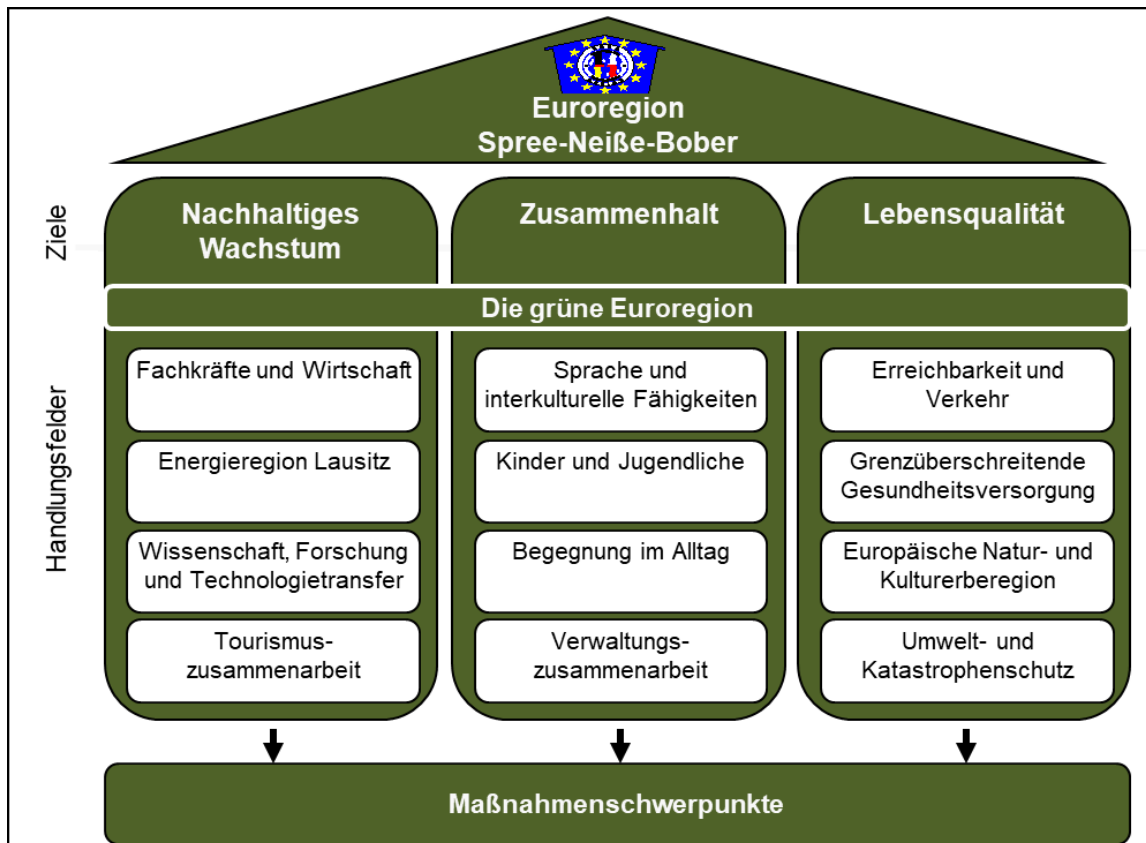 Euroregion
Spree-Neiße-Bober
Ziele
Nachhaltiges
Wachstum
Zusammenhalt
Lebensqualität
Die grüne Euroregion
Handlungsfelder
Fachkräfte und Wirtschaft
Energieregion Lausitz
Wissenschaft, Forschung
und Technologietransfer
Tourismus-
zusammenarbeit
Sprache und
interkulturelle Fähigkeiten
Kinder und Jugendliche
Begegnung im Alltag
Verwaltungs-
zusammenarbeit
Erreichbarkeit und
Verkehr
Grenzüberschreitende
Gesundheitsversorgung
Europäische Natur- und
Kulturerberegion
Umwelt- und
Katastrophenschutz
Maßnahmenschwerpunkte